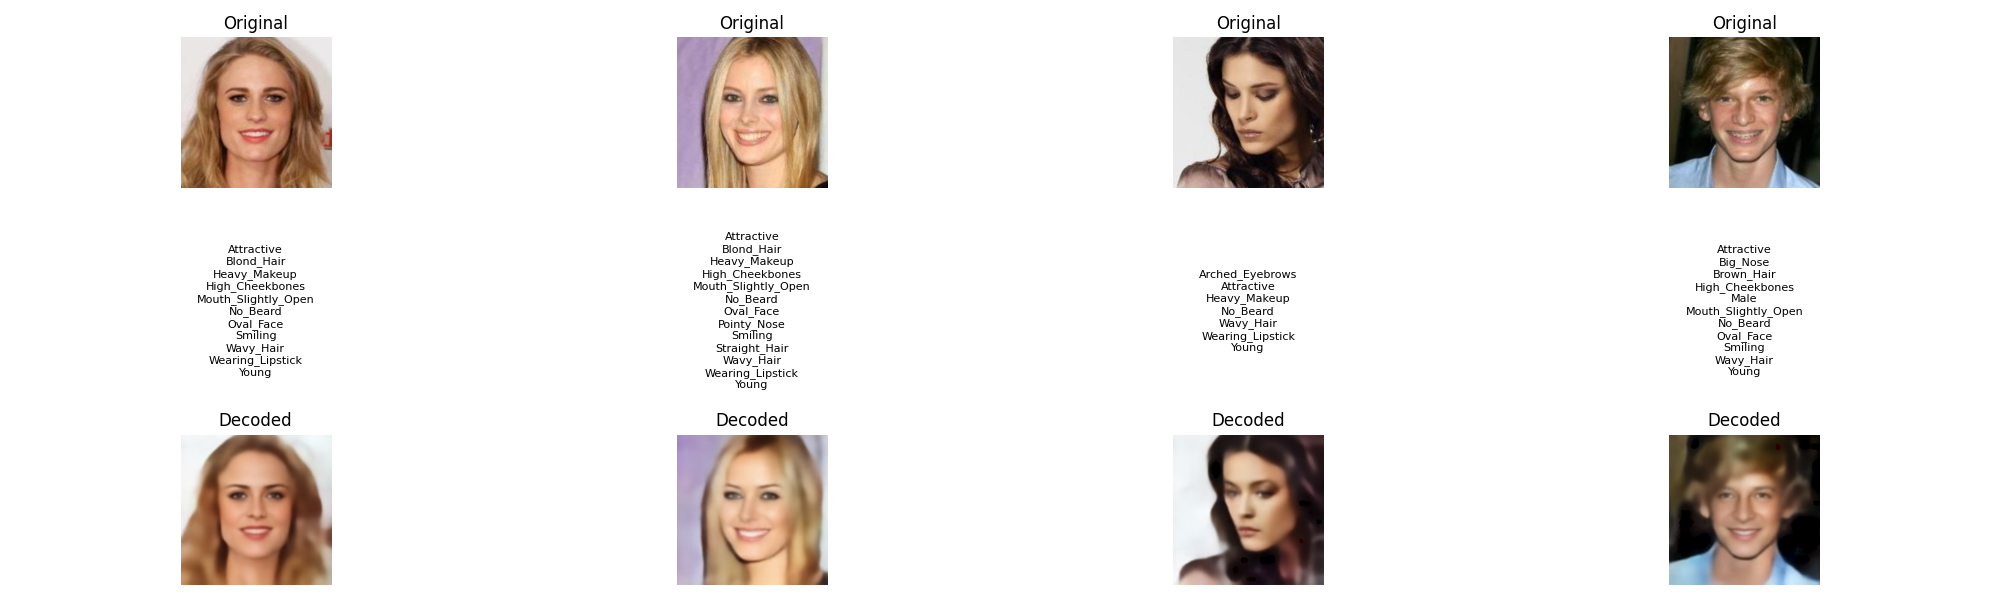 Original
Original
Original
Original
Attractive
Blond_Hair
Heavy_Makeup
High_Cheekbones
Mouth_Slightly_Open
No_Beard
Oval_Face
Smiling
Wavy_Hair
Wearing_Lipstick
Young
Attractive
Blond_Hair
Heavy_Makeup
High_Cheekbones
Mouth_Slightly_Open
No_Beard
Oval_Face
Pointy_Nose
Smiling
Straight_Hair
Wavy_Hair
Wearing_Lipstick
Young
Arched_Eyebrows
Attractive
Heavy_Makeup
No_Beard
Wavy_Hair
Wearing_Lipstick
Young
Attractive
Big_Nose
Brown_Hair
High_Cheekbones
Male
Mouth_Slightly_Open
No_Beard
Oval_Face
Smiling
Wavy_Hair
Young
Decoded
Decoded
Decoded
Decoded